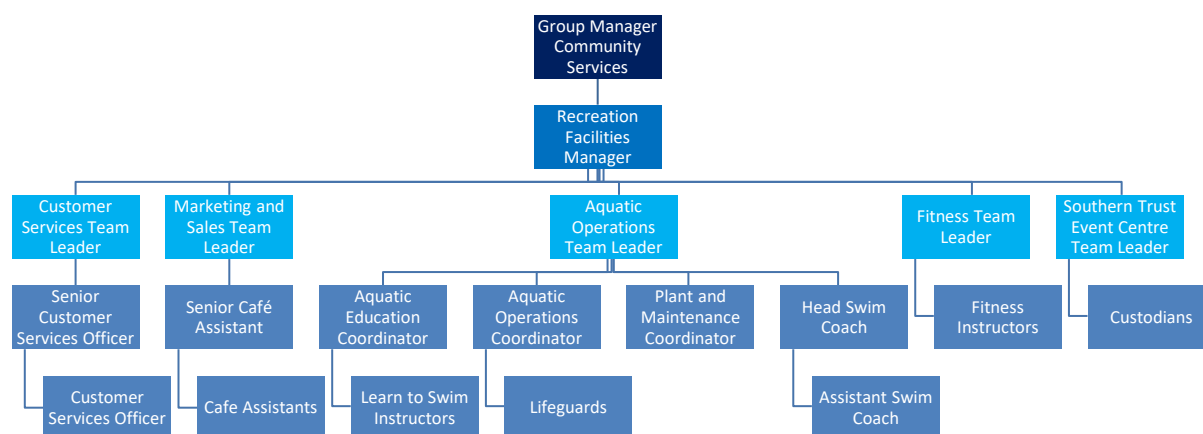 Group Manager
Community
Services
Recreation
Facilities
Manager
Customer
Services Team
Leader
Marketing and
Sales Team
Leader
Aquatic
Operations
Team Leader
Fitness Team
Leader
Southern Trust
Event Centre
Team Leader
Senior
Customer
Services Officer
Senior Café
Assistant
Aquatic
Education
Coordinator
Aquatic
Operations
Coordinator
Plant and
Maintenance
Coordinator
Head Swim
Coach
Fitness
Instructors
Custodians
Customer
Services Officer
Cafe Assistants
Learn to Swim
Instructors
Lifeguards
Assistant Swim
Coach